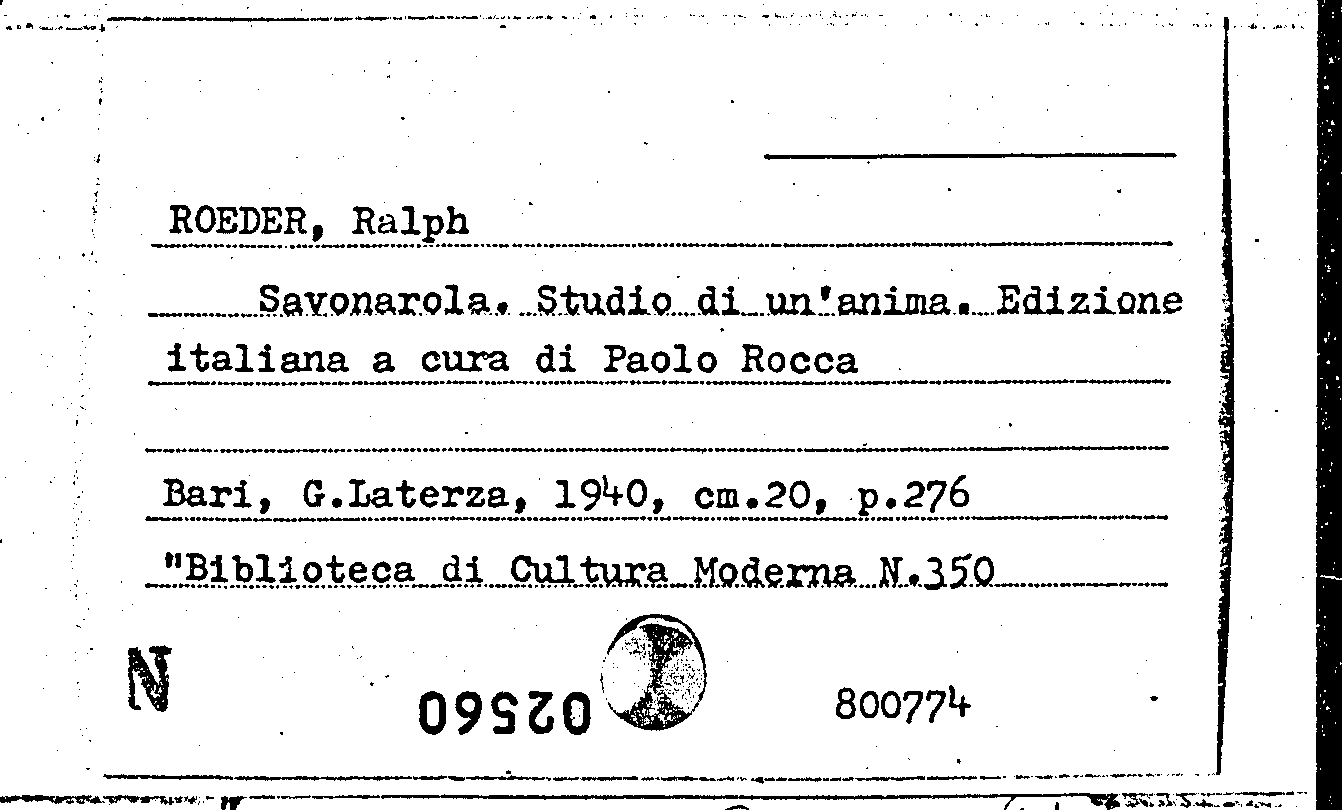 ROEDER, Ralph
Savonarola. Studio di un'anima. Edizione
italiana a cura di Paolo Rocca
Bari, G.Laterza, 1940, cm.20, p.276
"Biblioteca di Cultura Moderna N.350
N
02560
800774